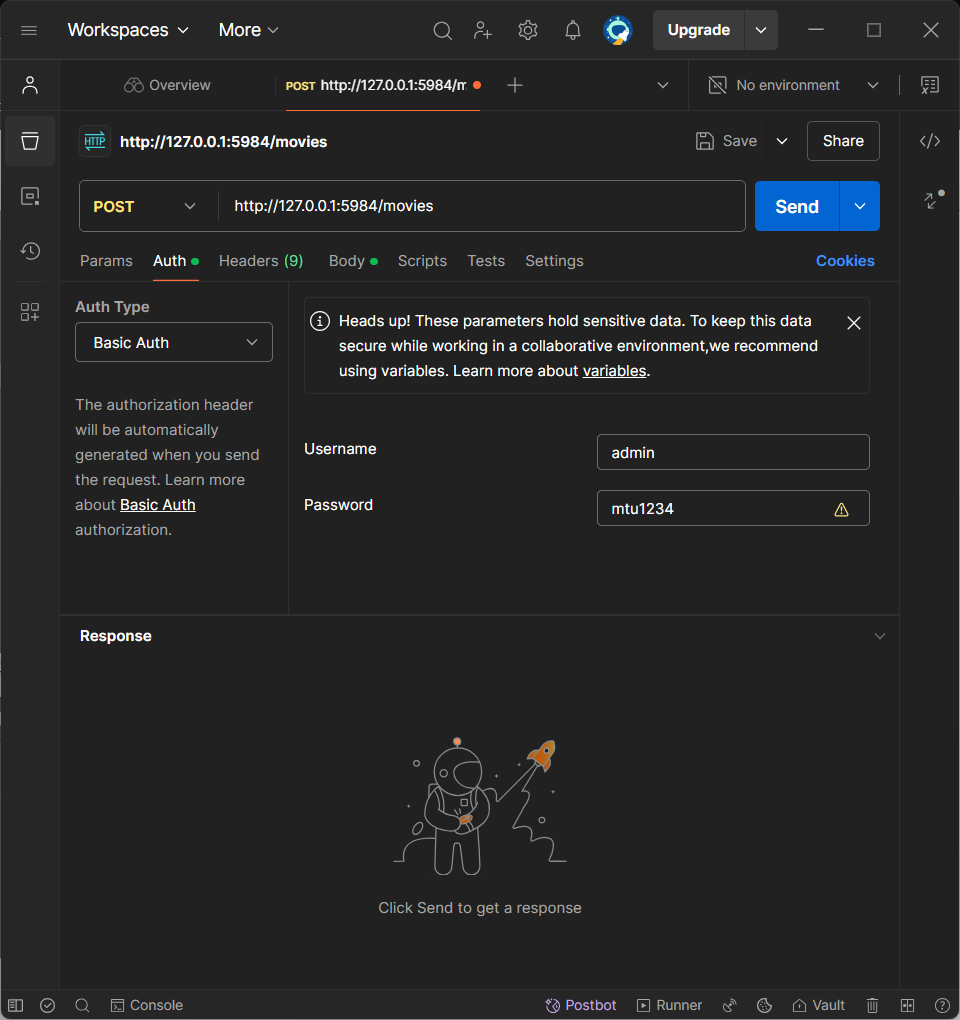 Workspaces More Upgrade
Overview POST http://127.0.0.1:5984/m No environment
HTTP http://127.0.0.1:5984/movies Save Share
POST http://127.0.0.1:5984/movies Send
Params Auth Headers (9) Body Scripts Tests Settings Cookies
Auth Type
Basic Auth
The authorization header
will be automatically
generated when you send
the request. Learn more
about Basic Auth
authorization.
Heads up! These parameters hold sensitive data. To keep this data
secure while working in a collaborative environment,we recommend
using variables. Learn more about variables.
Username admin
Password mtu1234
Response
Click Send to get a response
Console Postbot Runner Vault